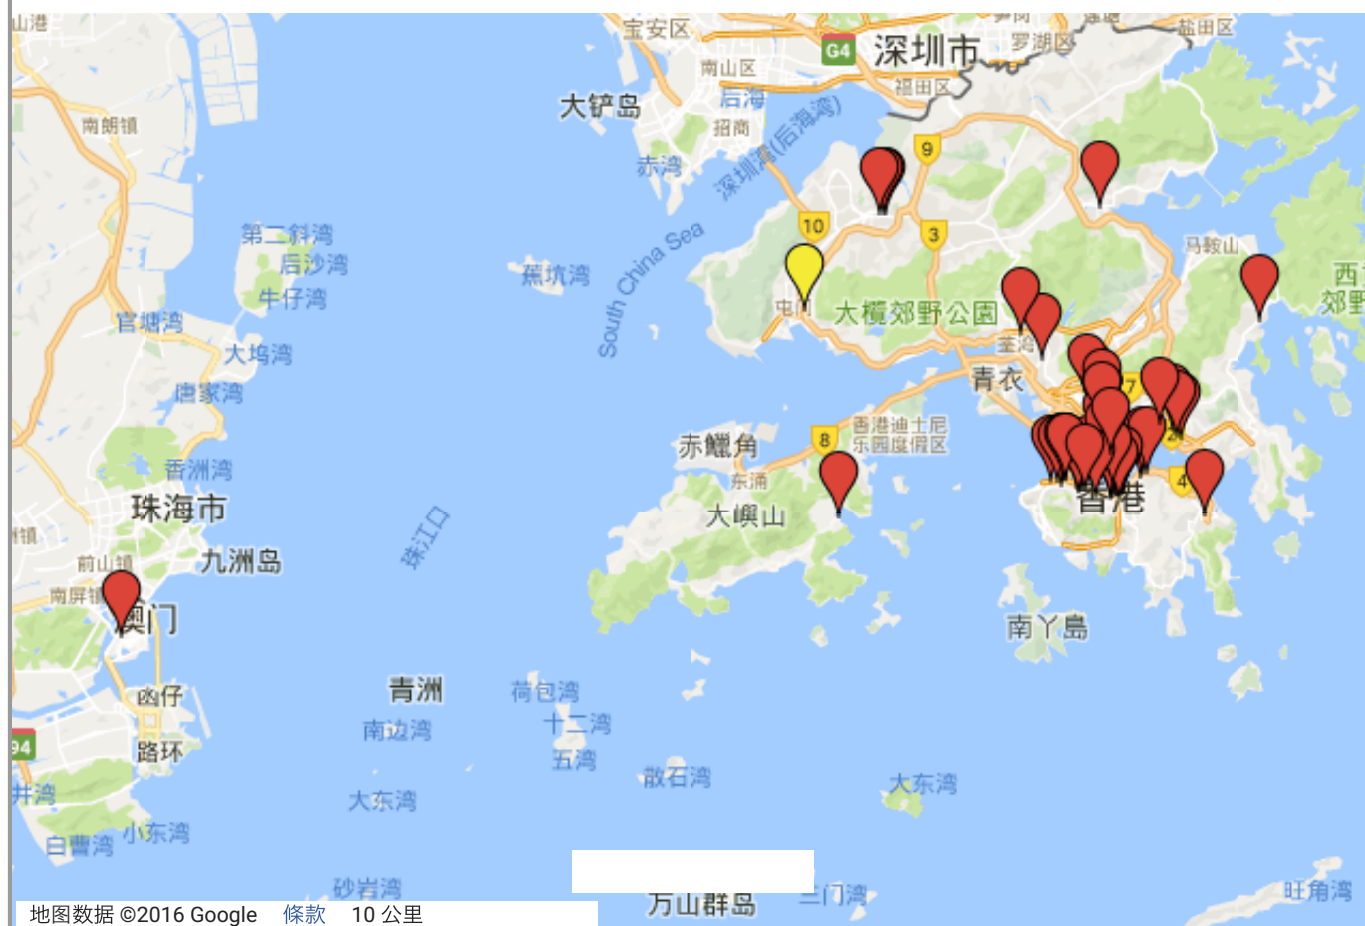 山港
宝安区
盐田区
G4
深圳市
罗湖区
南山区
福田区
后海
大铲岛
南朗镇
招商
深圳湾(后海湾)
赤湾
9
10
3
第二斜湾
后沙湾
牛仔湾
蕉坑湾
South China Sea
马鞍山
西
郊野
屯门
大欖郊野公園
官塘湾
大坞湾
荃湾
青衣
唐家湾
7
香港迪士尼
乐园度假区
8
2
赤鱲角
东涌
香洲湾
4
珠海市
大嶼山
香港
珠江口
前山镇
九洲岛
南屏镇
澳门
南丫島
青洲
荷包湾
氹仔
南边湾
十二湾
94
路环
五湾
散石湾
大东湾
井湾
大东湾
小东湾
白曹湾
砂岩湾
万山群岛
三门湾
旺角湾
地图数据 ©2016 Google 條款 10 公里